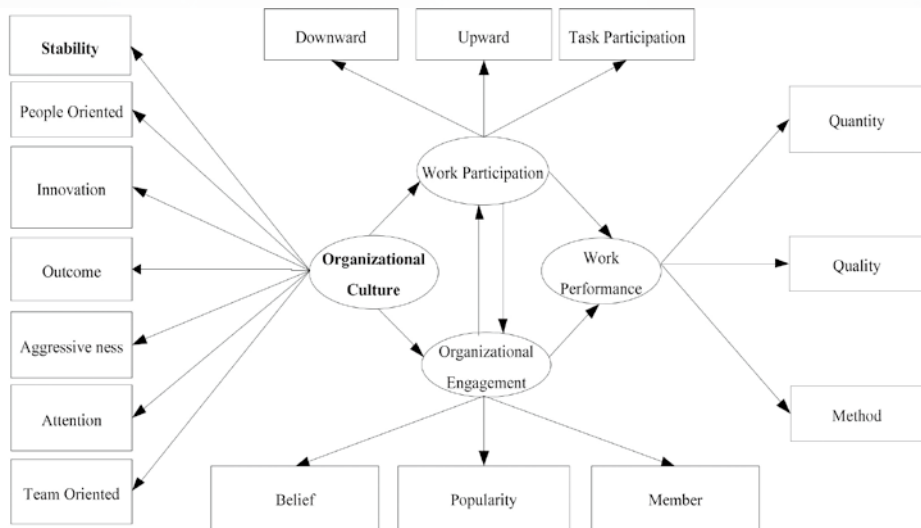 Stability
People Oriented
Innovation
Outcome
Aggressive ness
Attention
Team Oriented
Downward
Upward
Task Participation
Work Participation
Organizational
Culture
Organizational
Engagement
Work
Performance
Belief
Popularity
Member
Quantity
Quality
Method